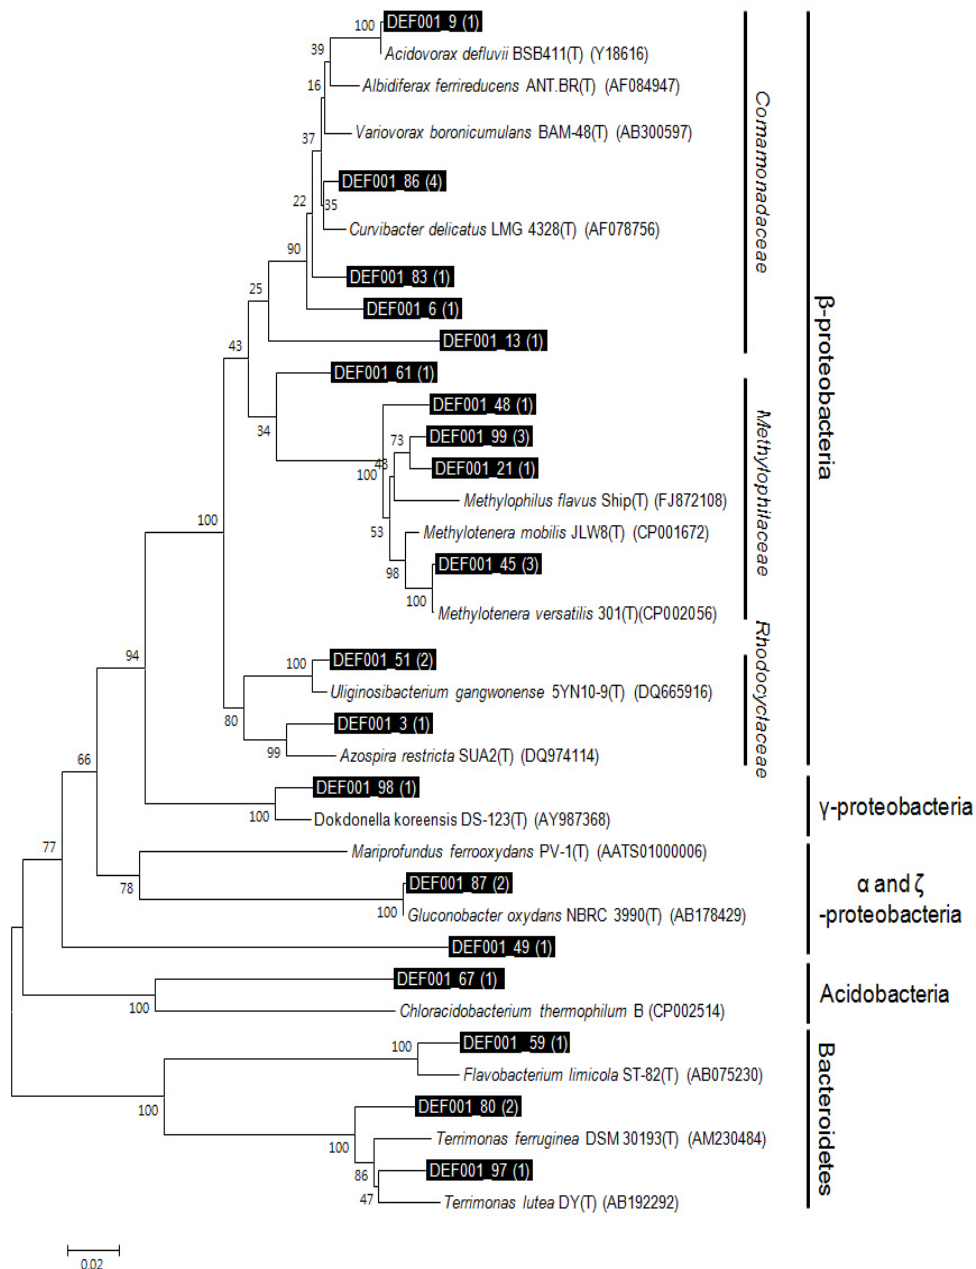 DEF001_9 (1)
100
Acidovorax defluvii BSB411(T) (Y18616)
39
Albidiferax ferrireducens ANT.BR(T) (AF084947)
16
Variovorax boronicumulans BAM-48(T) (AB300597)
37
DEF001_86 (4)
22
35
Curvibacter delicatus LMG 4328(T) (AF078756)
90
DEF001_83 (1)
25
DEF001_6 (1)
DEF001_13 (1)
Comamonadaceae
43
DEF001_61 (1)
34
DEF001_48 (1)
73
DEF001_99 (3)
43
100
DEF001_21 (1)
Methylophilus flavus Ship(T) (FJ872108)
53
Methylotenera mobilis JLW8(T) (CP001672)
98
DEF001_45 (3)
100
Methylotenera versatilis 301(T)(CP002056)
Methylophilaceae
100
DEF001_51 (2)
100
Uliginosibacterium gangwonense 5YN10-9(T) (DQ665916)
80
DEF001_3 (1)
99
Azospira restricta SUA2(T) (DQ974114)
Rhodocyclaceae
β-proteobacteria
94
DEF001_98 (1)
100
Dokdonella koreensis DS-123(T) (AY987368)
γ-proteobacteria
66
Mariprofundus ferrooxydans PV-1(T) (AATS01000006)
78
DEF001_87 (2)
100
Gluconobacter oxydans NBRC 3990(T) (AB178429)
α and ζ
-proteobacteria
77
DEF001_49 (1)
DEF001_67 (1)
100
Chloracidobacterium thermophilum B (CP002514)
Acidobacteria
DEF001_59 (1)
100
Flavobacterium limicola ST-82(T) (AB075230)
100
DEF001_80 (2)
100
Terrimonas ferruginea DSM 30193(T) (AM230484)
86
DEF001_97 (1)
47
Terrimonas lutea DY(T) (AB192292)
Bacteroidetes
0.02